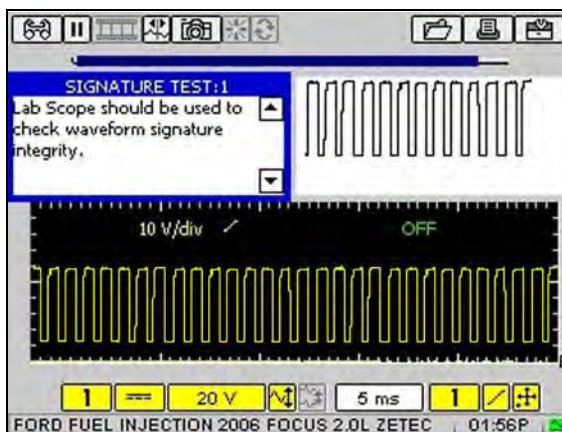 SIGNATURE TEST:1
Lab Scope should be used to
check waveform signature
integrity.
10 V/div
OFF
1
20 V
5 ms
1
FORD FUEL INJECTION 2006 FOCUS 2.0L ZETEC
01:56P